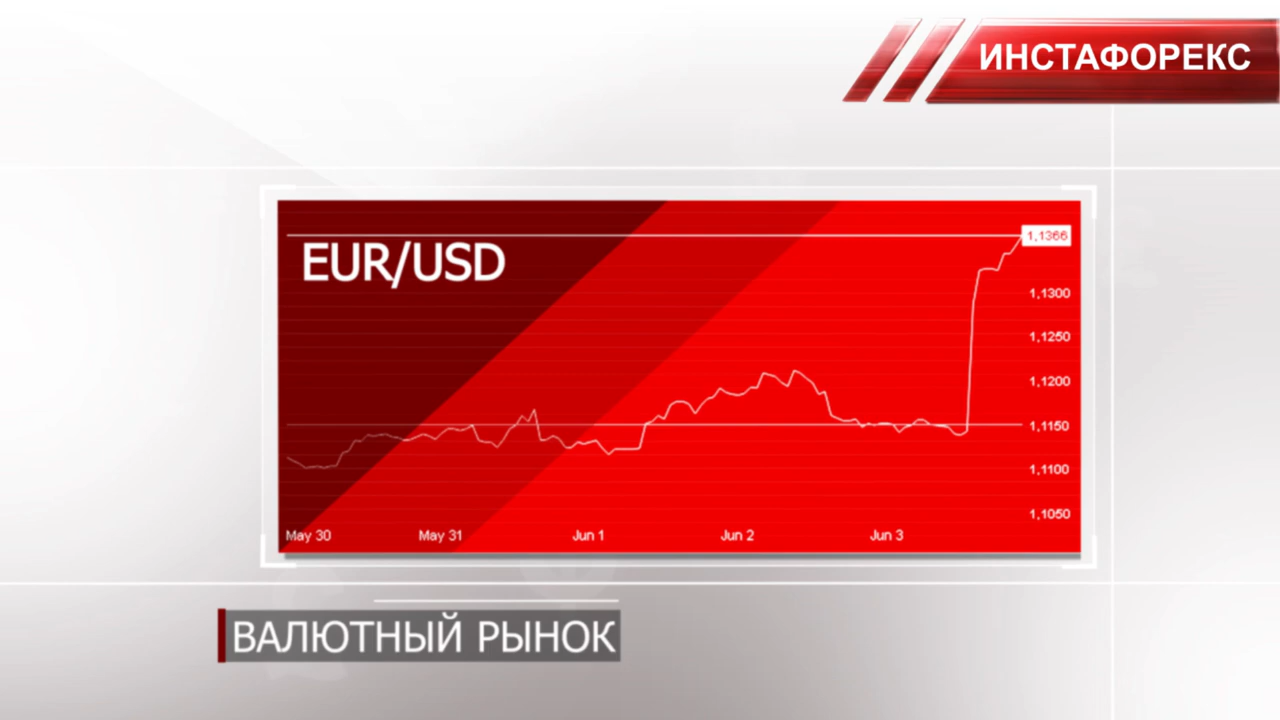 ИНСТАФОРЕКС
EUR/USD
1,1366
1,1300
1,1250
1,1200
1,1150
1,1100
1,1050
May 30 May 31 Jun 1 Jun 2 Jun 3
ВАЛЮТНЫЙ РЫНОК